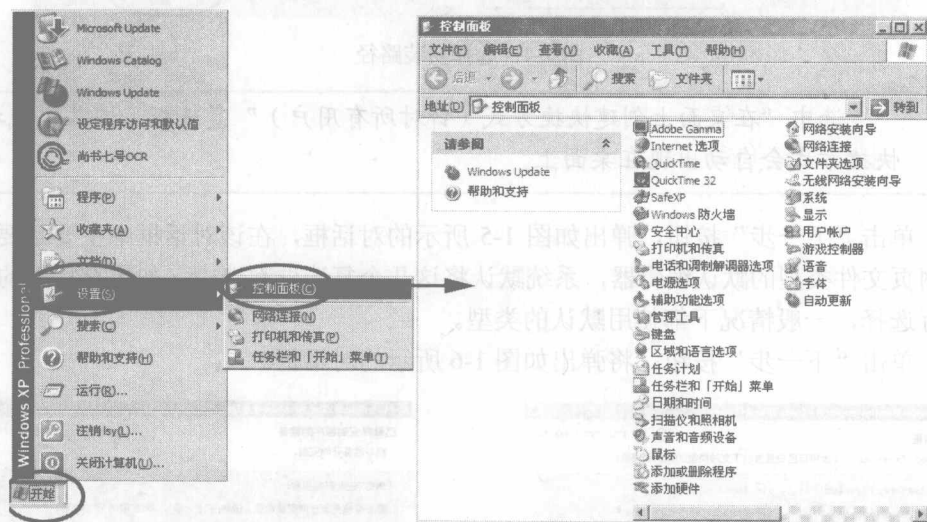 Microsoft Update
Windows Catalog
Windows Update
设定程序访问和默认值
尚书七号OCR
程序(P)
收藏夹(A)
文档(D)
设置(S)
搜索(C)
帮助和支持(H)
运行(R)...
注销 lsy(L)...
关闭计算机(U)...
Windows XP Professional
开始
控制面板(C)
网络连接(N)
打印机和传真(P)
任务栏和「开始」菜单(T)
控制面板
文件(F) 编辑(E) 查看(V) 收藏(A) 工具(T) 帮助(H)
后退 搜索 文件夹
地址(D) 控制面板 转到
请参阅
Windows Update
帮助和支持
Adobe Gamma
Internet 选项
QuickTime
QuickTime 32
SafeXP
Windows 防火墙
安全中心
打印机和传真
电话和调制解调器选项
电源选项
辅助功能选项
管理工具
键盘
区域和语言选项
任务计划
任务栏和「开始」菜单
日期和时间
扫描仪和照相机
声音和音频设备
鼠标
添加或删除程序
添加硬件
网络安装向导
网络连接
文件夹选项
无线网络安装向导
系统
显示
用户帐户
游戏控制器
语音
字体
自动更新